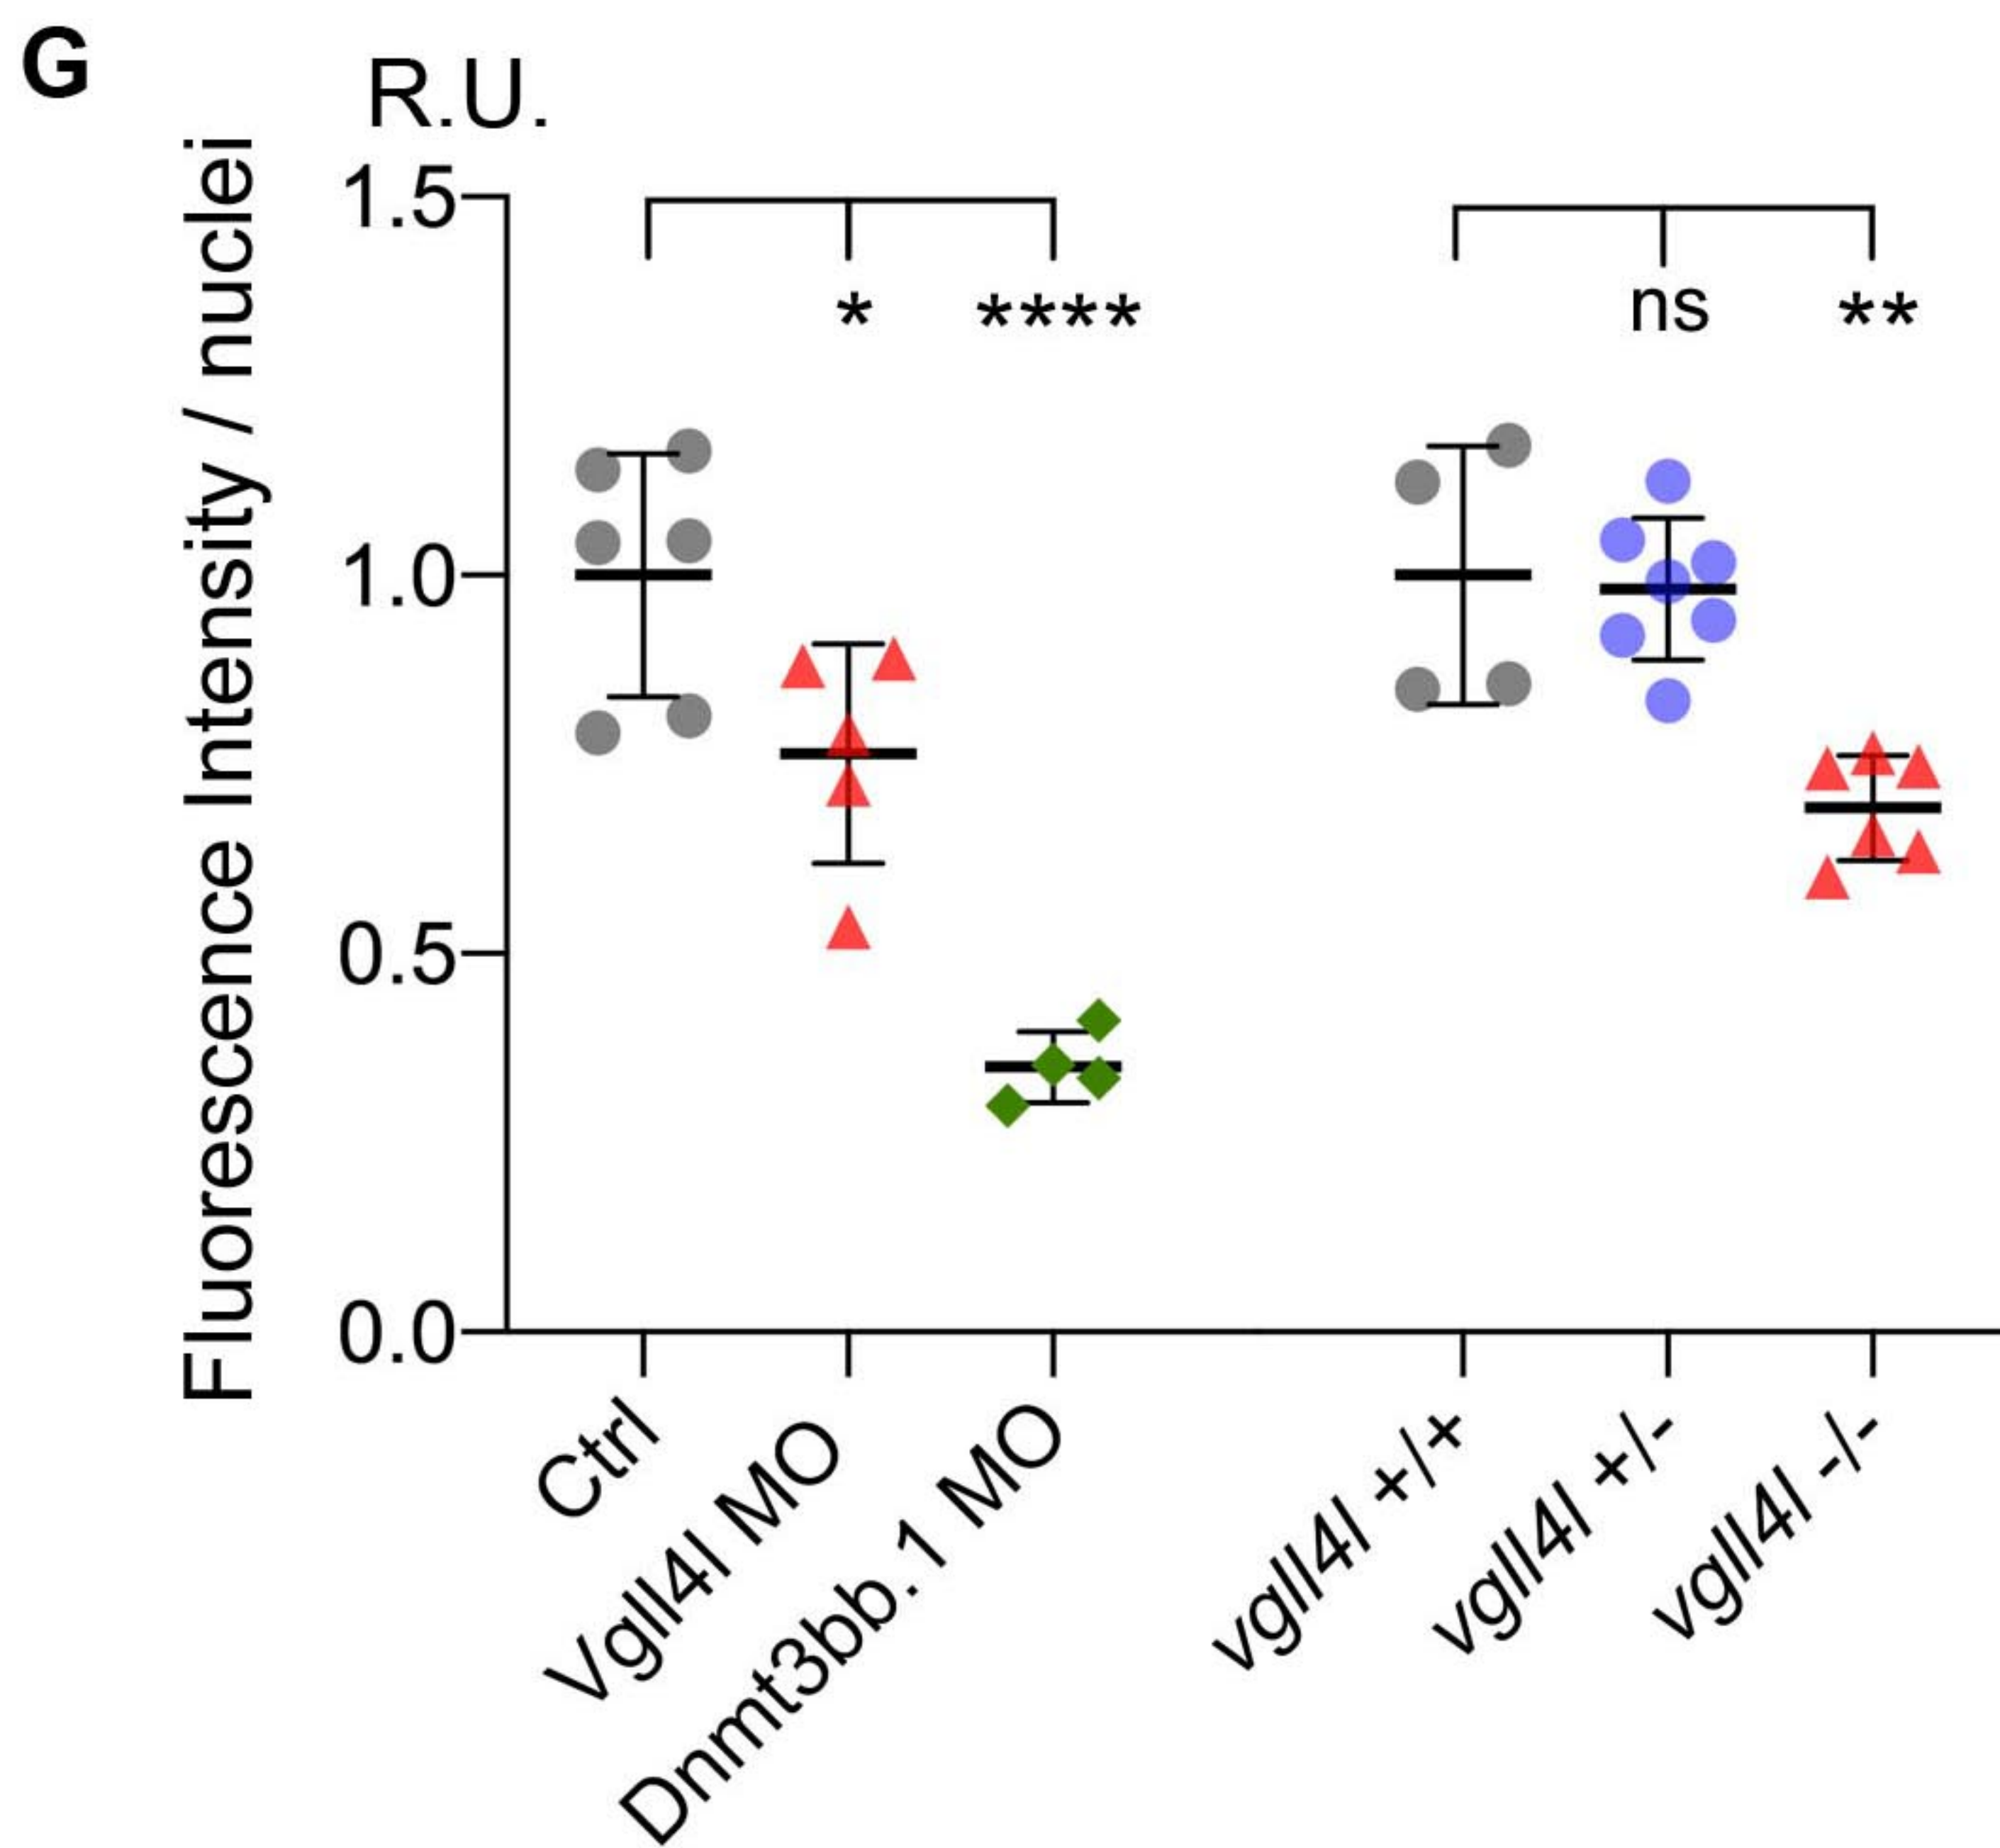 G
R.U.
Fluorescence Intensity / nuclei
1.5
1.0
0.5
0.0
* ****
ns **
Ctrl
Vgll4l MO
Dnmt3bb.1 MO
vgll4l +/+
vgll4l +/-
vgll4l -/-